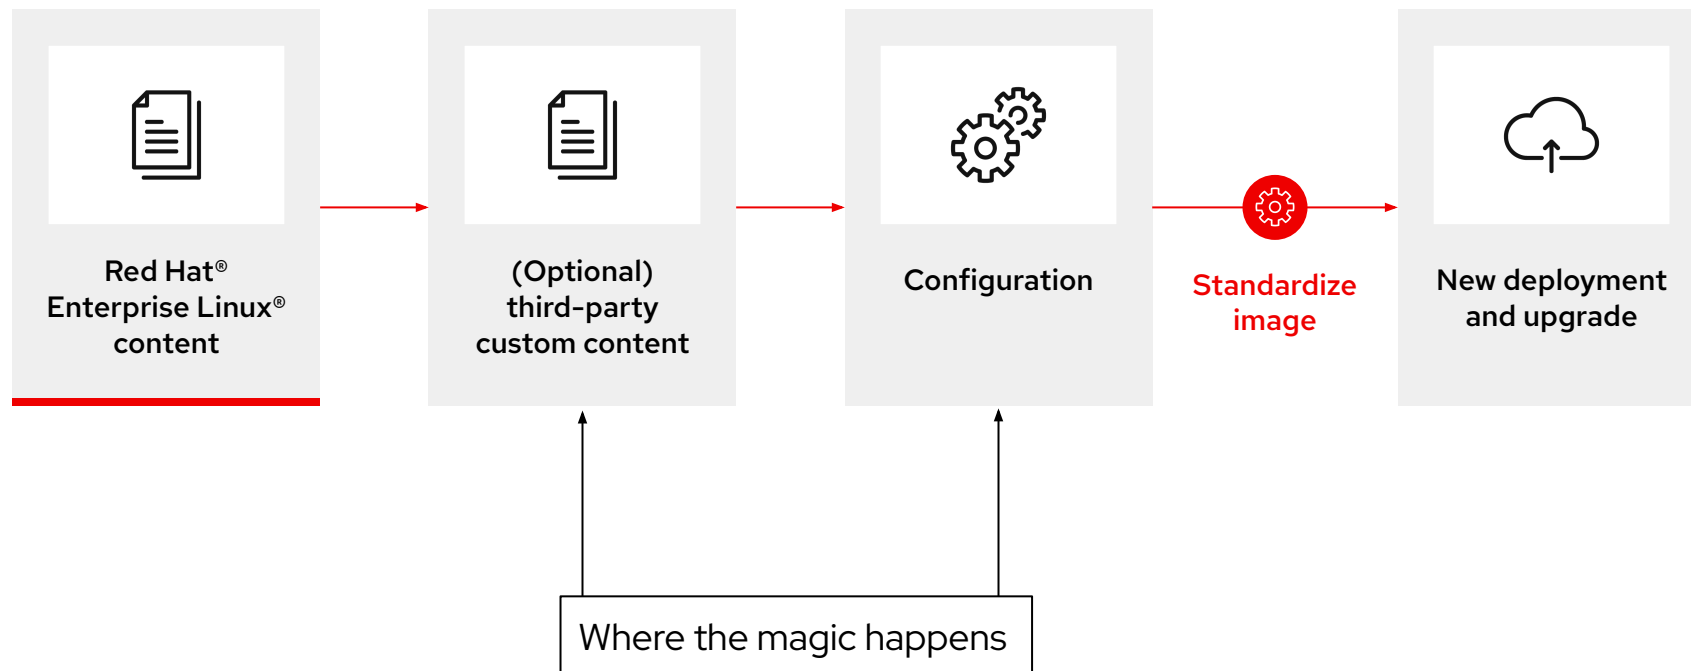 Red Hat®
Enterprise Linux®
content
(Optional)
third-party
custom content
Configuration
Standardize
image
New deployment
and upgrade
Where the magic happens